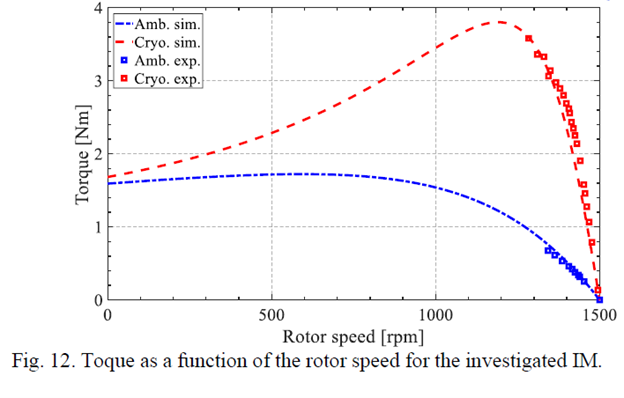 4
Amb. sim.
Cryo. sim.
Amb. exp.
Cryo. exp.
3
Torque [Nm]
2
1
0
0 500 1000 1500
Rotor speed [rpm]
Fig. 12. Toque as a function of the rotor speed for the investigated IM.